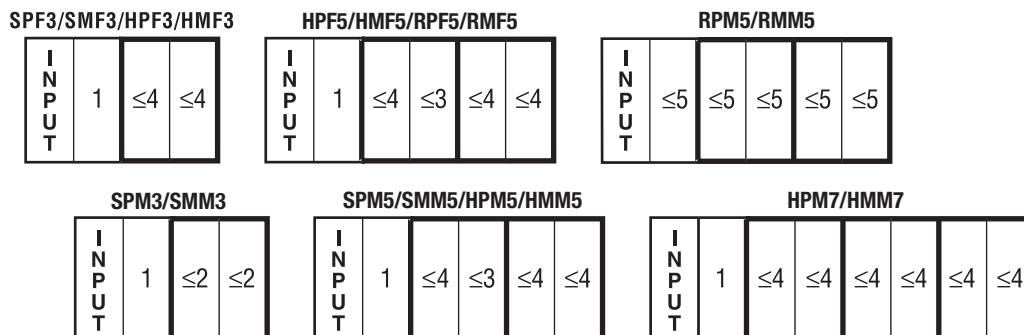 SPF3/SMF3/HPF3/HMF3
INPUT 1 ≤4 ≤4
HPF5/HMF5/RPF5/RMF5
INPUT 1 ≤4 ≤3 ≤4 ≤4
RPM5/RMM5
INPUT ≤5 ≤5 ≤5 ≤5 ≤5
SPM3/SMM3
INPUT 1 ≤2 ≤2
SPM5/SMM5/HPM5/HMM5
INPUT 1 ≤4 ≤3 ≤4 ≤4
HPM7/HMM7
INPUT 1 ≤4 ≤4 ≤4 ≤4 ≤4 ≤4